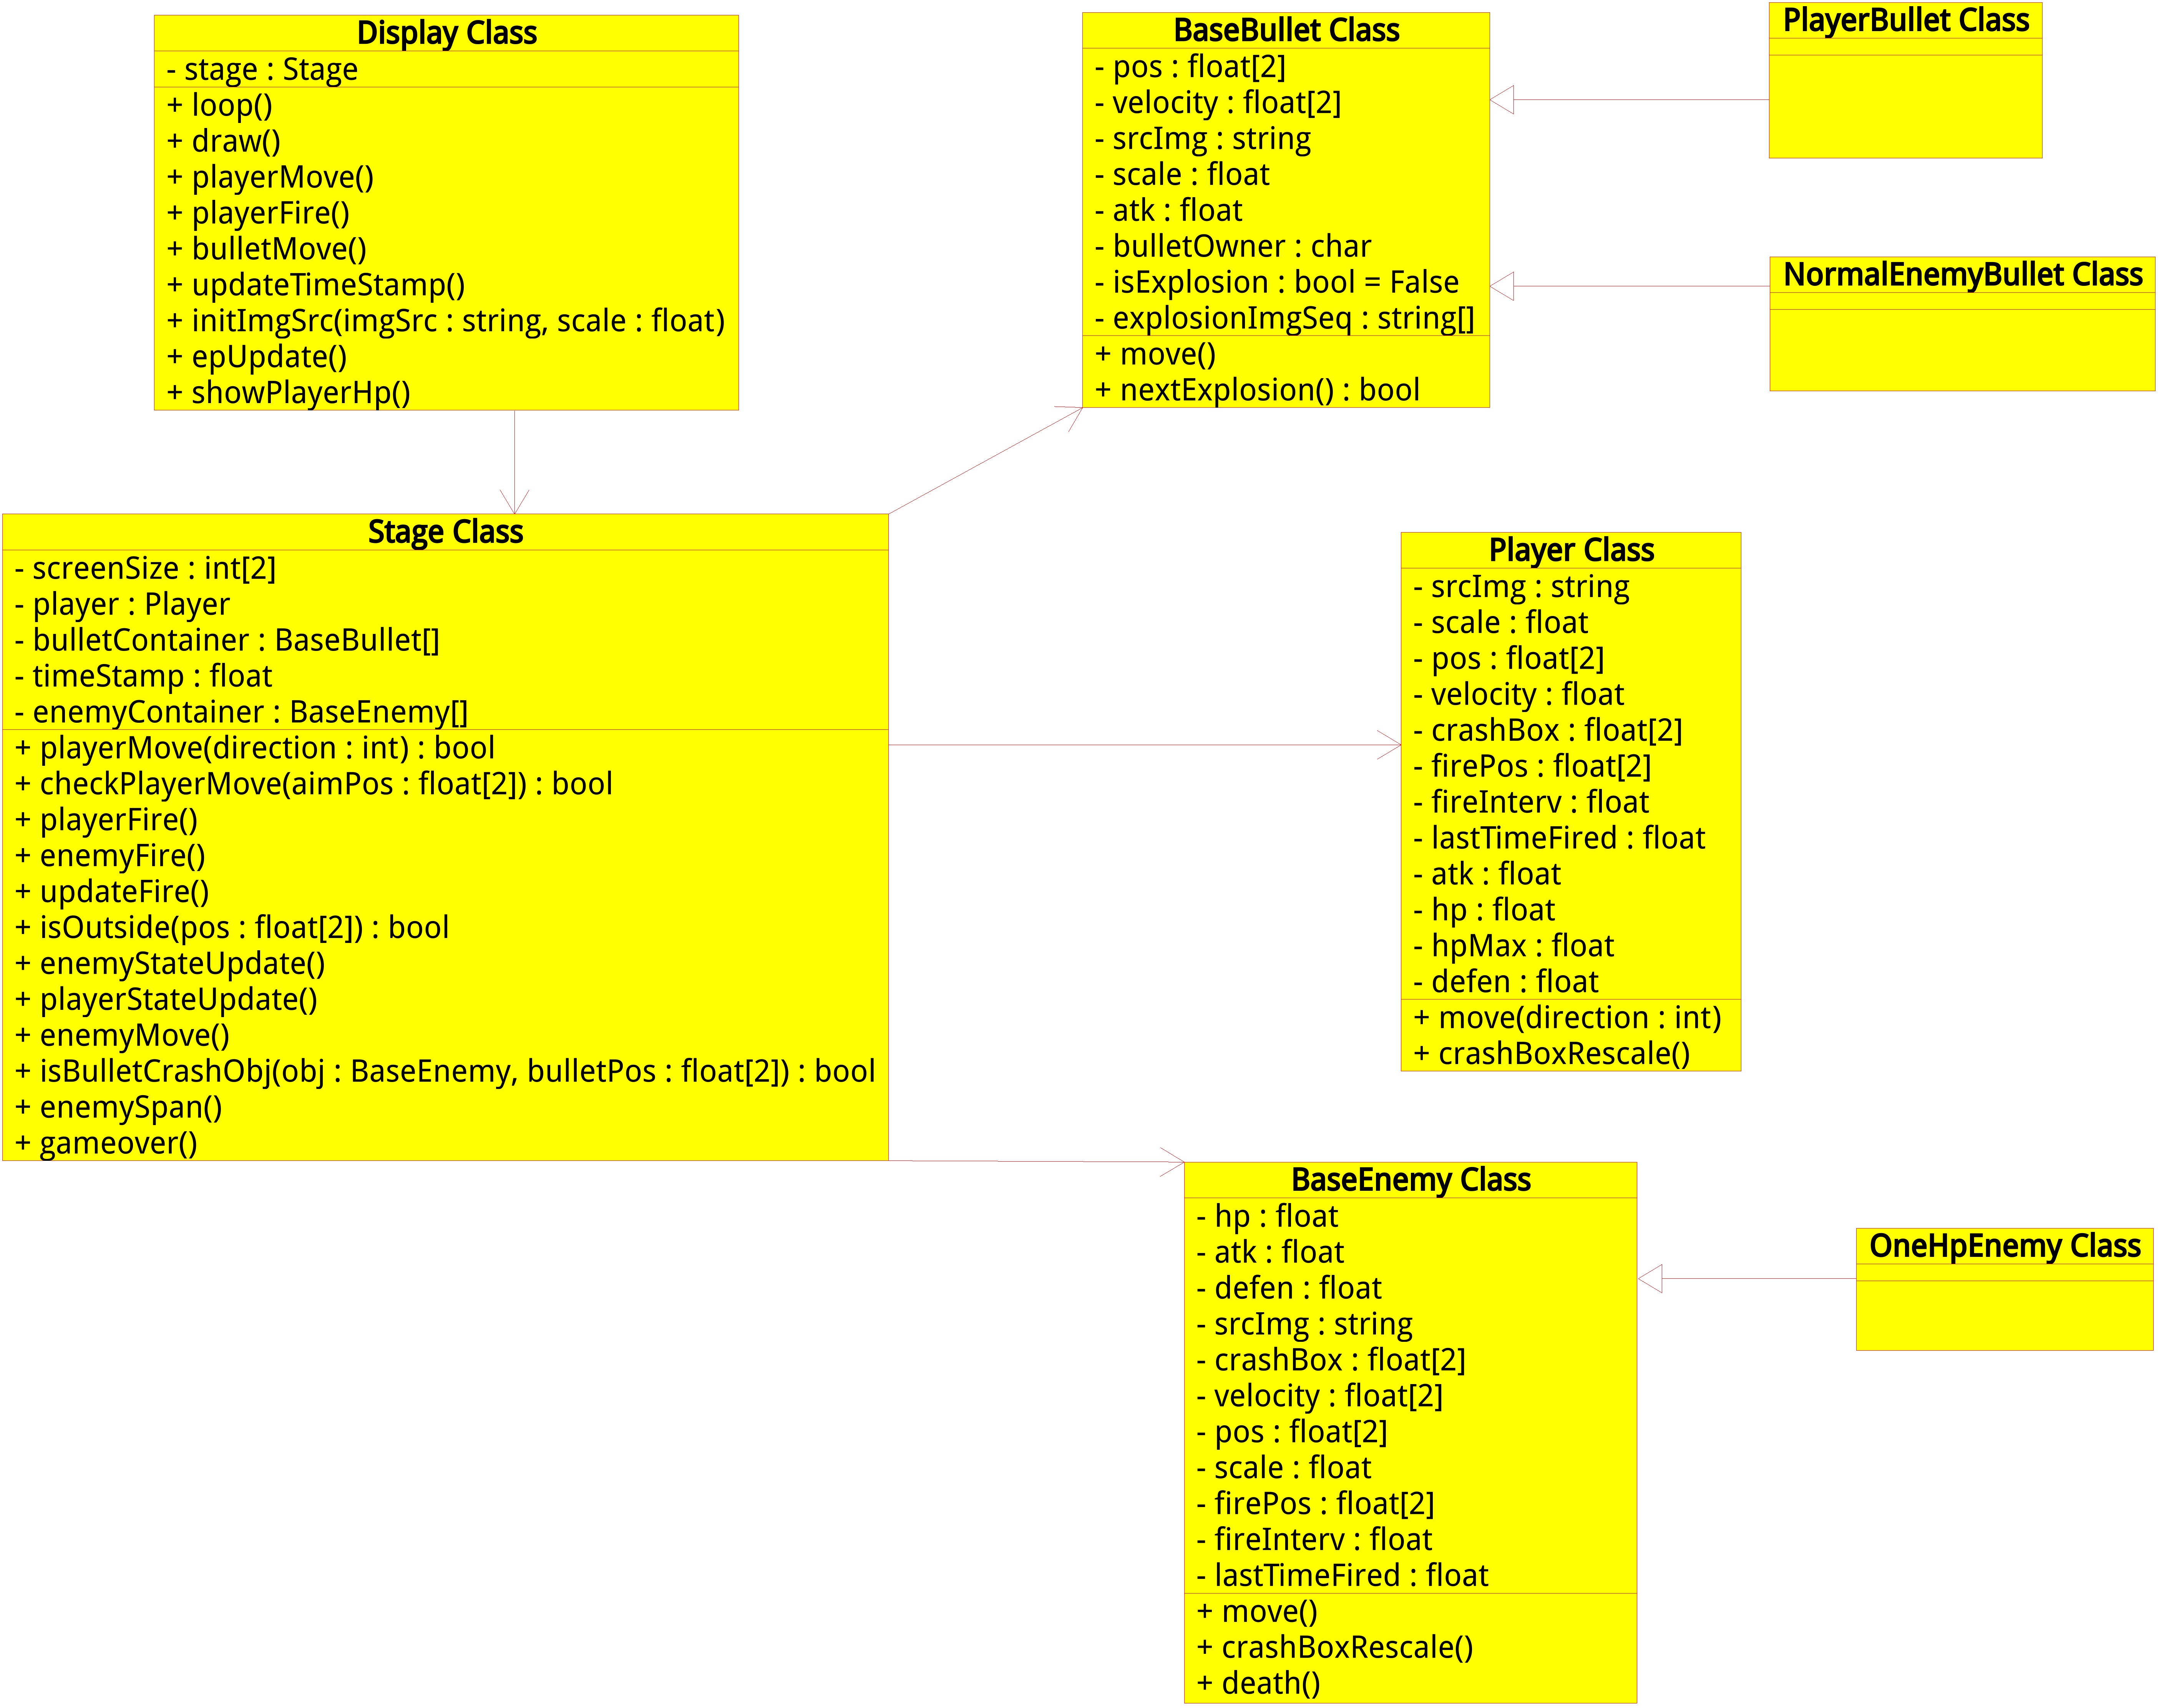 Display Class
- stage : Stage
+ loop()
+ draw()
+ playerMove()
+ playerFire()
+ bulletMove()
+ updateTimeStamp()
+ initImgSrc(imgSrc : string, scale : float)
+ epUpdate()
+ showPlayerHp()
BaseBullet Class
- pos : float[2]
- velocity : float[2]
- srcImg : string
- scale : float
- atk : float
- bulletOwner : char
- isExplosion : bool = False
- explosionImgSeq : string[]
+ move()
+ nextExplosion() : bool
PlayerBullet Class
NormalEnemyBullet Class
Stage Class
- screenSize : int[2]
- player : Player
- bulletContainer : BaseBullet[]
- timeStamp : float
- enemyContainer : BaseEnemy[]
+ playerMove(direction : int) : bool
+ checkPlayerMove(aimPos : float[2]) : bool
+ playerFire()
+ enemyFire()
+ updateFire()
+ isOutside(pos : float[2]) : bool
+ enemyStateUpdate()
+ playerStateUpdate()
+ enemyMove()
+ isBulletCrashObj(obj : BaseEnemy, bulletPos : float[2]) : bool
+ enemySpan()
+ gameover()
Player Class
- srcImg : string
- scale : float
- pos : float[2]
- velocity : float
- crashBox : float[2]
- firePos : float[2]
- fireInterv : float
- lastTimeFired : float
- atk : float
- hp : float
- hpMax : float
- defen : float
+ move(direction : int)
+ crashBoxRescale()
BaseEnemy Class
- hp : float
- atk : float
- defen : float
- srcImg : string
- crashBox : float[2]
- velocity : float[2]
- pos : float[2]
- scale : float
- firePos : float[2]
- fireInterv : float
- lastTimeFired : float
+ move()
+ crashBoxRescale()
+ death()
OneHpEnemy Class